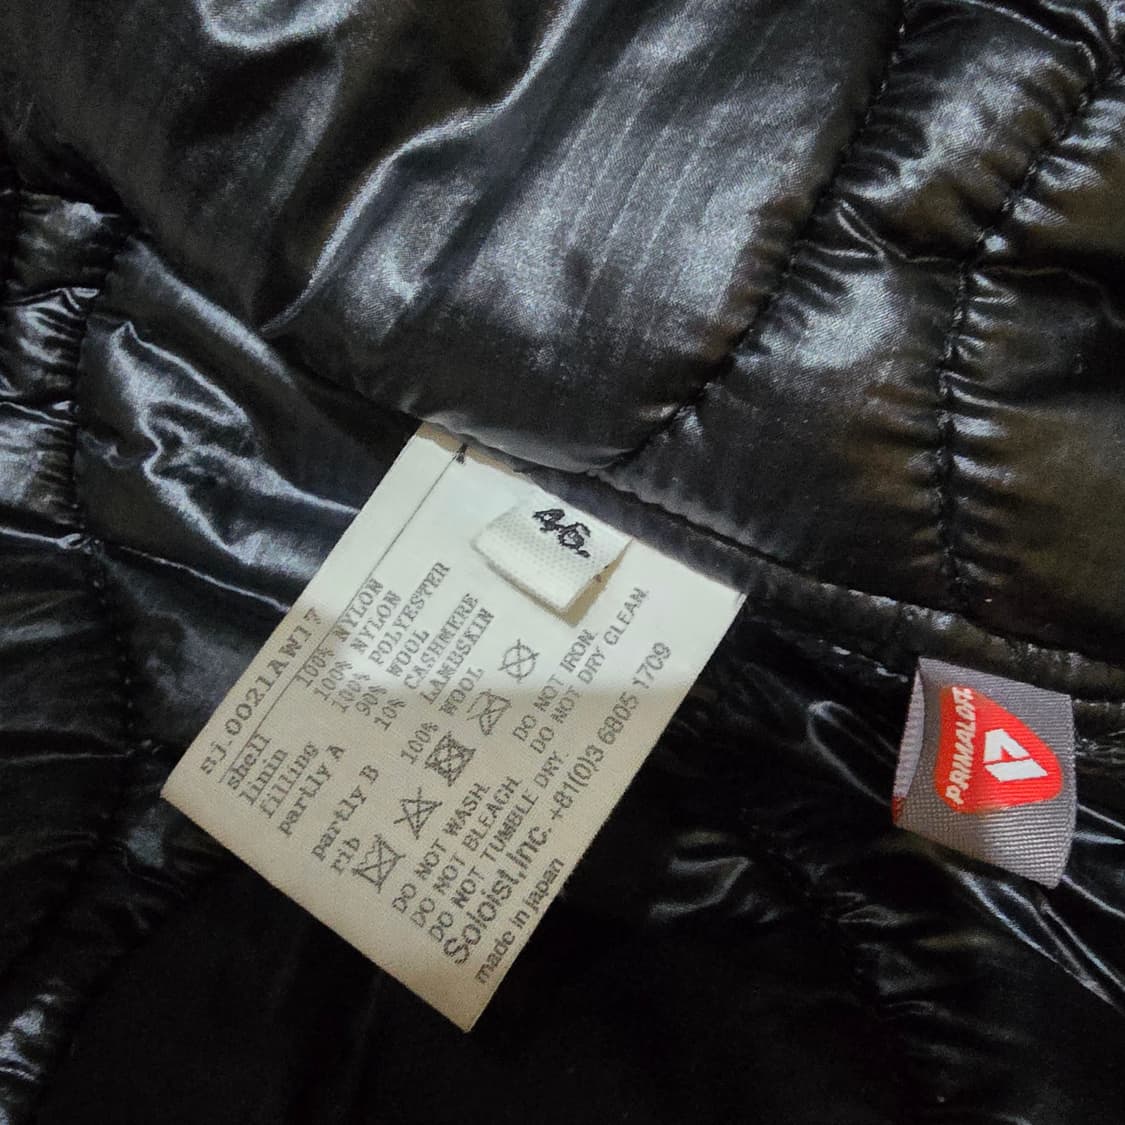 46.
sj.0021AW17
shell 100% NYLON
linin 100% NYLON
filling 100% POLYESTER
partly A 90% WOOL
10% CASHMERE
partly B 100% LAMBSKIN
rib WOOL
DO NOT WASH.
DO NOT BLEACH.
DO NOT TUMBLE DRY.
DO NOT IRON.
DO NOT DRY CLEAN.
Soloist,Inc. +81(0)3 6805 1709
made in japan
PRIMALOFT